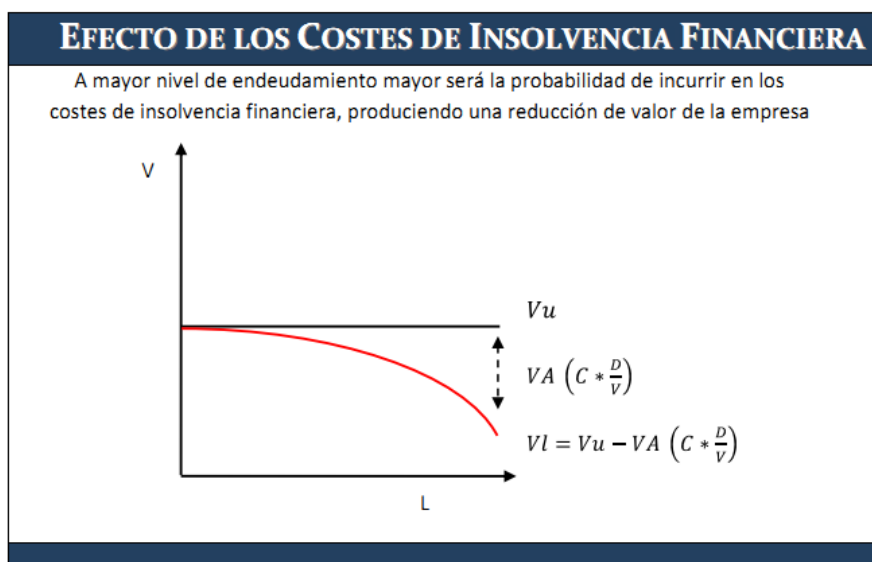 EFECTO DE LOS COSTES DE INSOLVENCIA FINANCIERA
A mayor nivel de endeudamiento mayor será la probabilidad de incurrir en los
costes de insolvencia financiera, produciendo una reducción de valor de la empresa
V
Vu
VA (C * D/V)
Vl = Vu − VA (C * D/V)
L